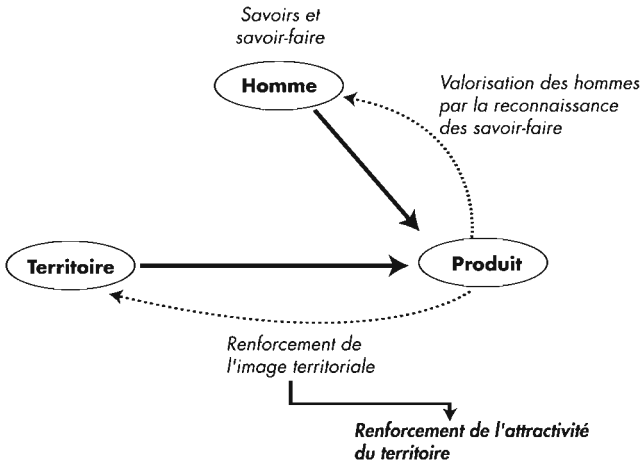 Savoirs et
savoir-faire
Homme
Valorisation des hommes
par la reconnaissance
des savoir-faire
Territoire
Produit
Renforcement de
l'image territoriale
Renforcement de l'attractivité
du territoire